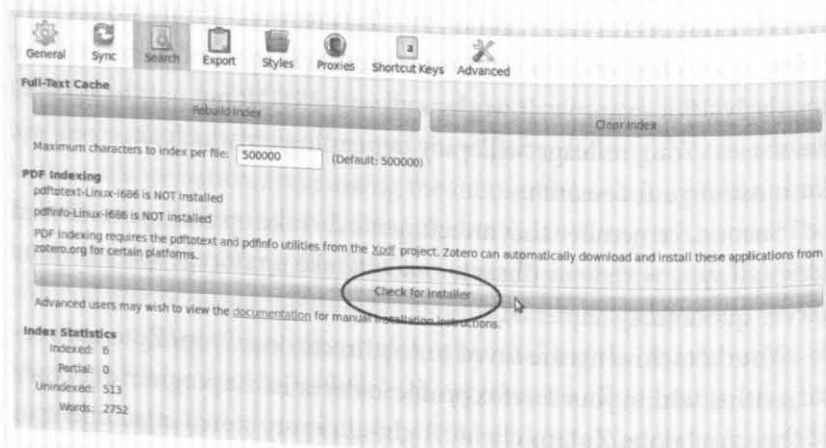 General Sync Search Export Styles Proxies Shortcut Keys Advanced
Full-Text Cache
Rebuild Index Clear Index
Maximum characters to index per file: 500000 (Default: 500000)
PDF Indexing
pdftotext-Linux-i686 is NOT installed
pdfinfo-Linux-i686 is NOT installed
PDF indexing requires the pdftotext and pdfinfo utilities from the Xpdf project. Zotero can automatically download and install these applications from
zotero.org for certain platforms.
Check for installer
Advanced users may wish to view the documentation for manual installation instructions.
Index Statistics
Indexed: 6
Partial: 0
Unindexed: 513
Words: 2752